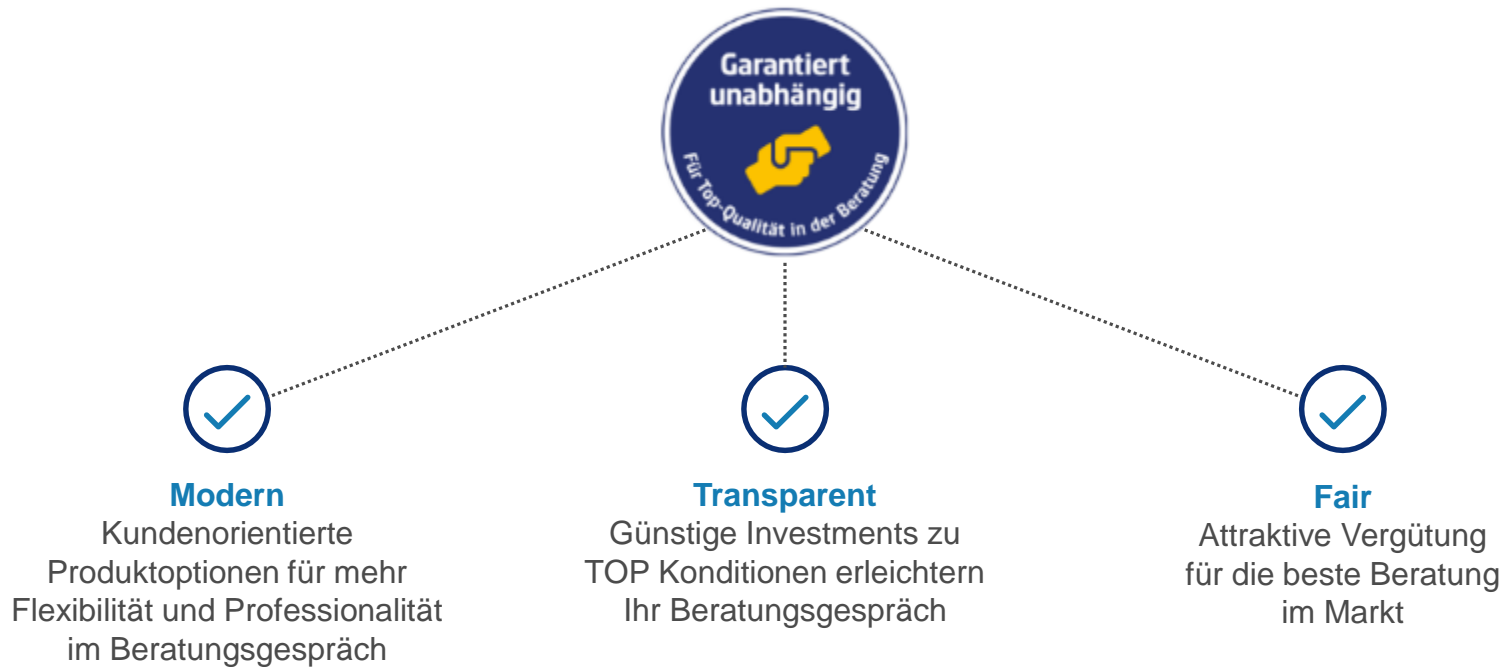 Garantiert
unabhängig
Für Top-Qualität in der Beratung
Modern
Kundenorientierte
Produktoptionen für mehr
Flexibilität und Professionalität
im Beratungsgespräch
Transparent
Günstige Investments zu
TOP Konditionen erleichtern
Ihr Beratungsgespräch
Fair
Attraktive Vergütung
für die beste Beratung
im Markt